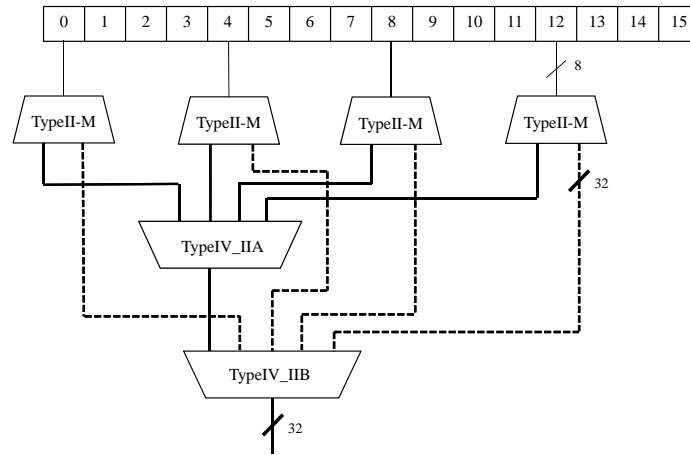 0 1 2 3 4 5 6 7 8 9 10 11 12 13 14 15
8
TypeII-M TypeII-M TypeII-M TypeII-M
32
TypeIV_IIA
TypeIV_IIB
32